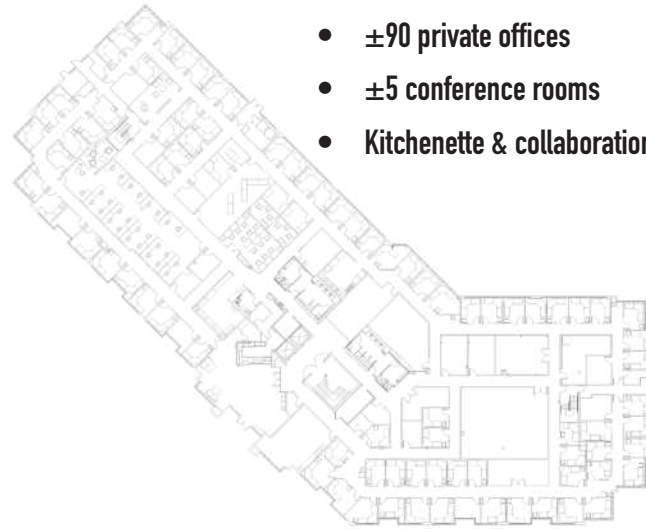 • ±90 private offices
• ±5 conference rooms
• Kitchenette & collaboration